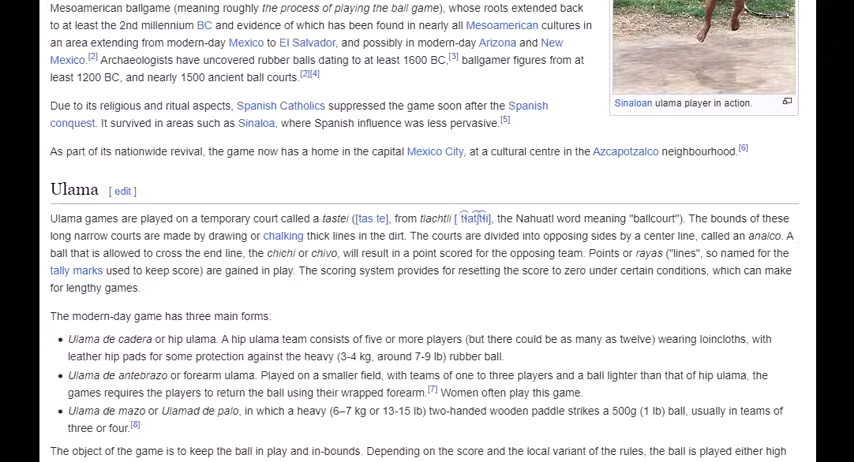 Mesoamerican ballgame (meaning roughly the process of playing the ball game), whose roots extended back
to at least the 2nd millennium BC and evidence of which has been found in nearly all Mesoamerican cultures in
an area extending from modern-day Mexico to El Salvador, and possibly in modern-day Arizona and New
Mexico.[2] Archaeologists have uncovered rubber balls dating to at least 1600 BC,[3] ballgamer figures from at
least 1200 BC, and nearly 1500 ancient ball courts.[2][4]
Sinaloan ulama player in action.
Due to its religious and ritual aspects, Spanish Catholics suppressed the game soon after the Spanish
conquest. It survived in areas such as Sinaloa, where Spanish influence was less pervasive.[5]
As part of its nationwide revival, the game now has a home in the capital Mexico City, at a cultural centre in the Azcapotzalco neighbourhood.[6]
Ulama [ edit ]
Ulama games are played on a temporary court called a tastei ([tas.te], from tlachtli the Nahuatl word meaning "ballcourt"). The bounds of these
long narrow courts are made by drawing or chalking thick lines in the dirt. The courts are divided into opposing sides by a center line, called an analco. A
ball that is allowed to cross the end line, the chichi or chivo, will result in a point scored for the opposing team. Points or rayas ("lines", so named for the
tally marks used to keep score) are gained in play. The scoring system provides for resetting the score to zero under certain conditions, which can make
for lengthy games.
The modern-day game has three main forms:
• Ulama de cadera or hip ulama. A hip ulama team consists of five or more players (but there could be as many as twelve) wearing loincloths, with
leather hip pads for some protection against the heavy (3-4 kg, around 7-9 lb) rubber ball.
• Ulama de antebrazo or forearm ulama. Played on a smaller field, with teams of one to three players and a ball lighter than that of hip ulama, the
games requires the players to return the ball using their wrapped forearm.[7] Women often play this game.
• Ulama de mazo or Ulamad de palo, in which a heavy (6–7 kg or 13-15 lb) two-handed wooden paddle strikes a 500g (1 lb) ball, usually in teams of
three or four.[8]
The object of the game is to keep the ball in play and in-bounds. Depending on the score and the local variant of the rules, the ball is played either high